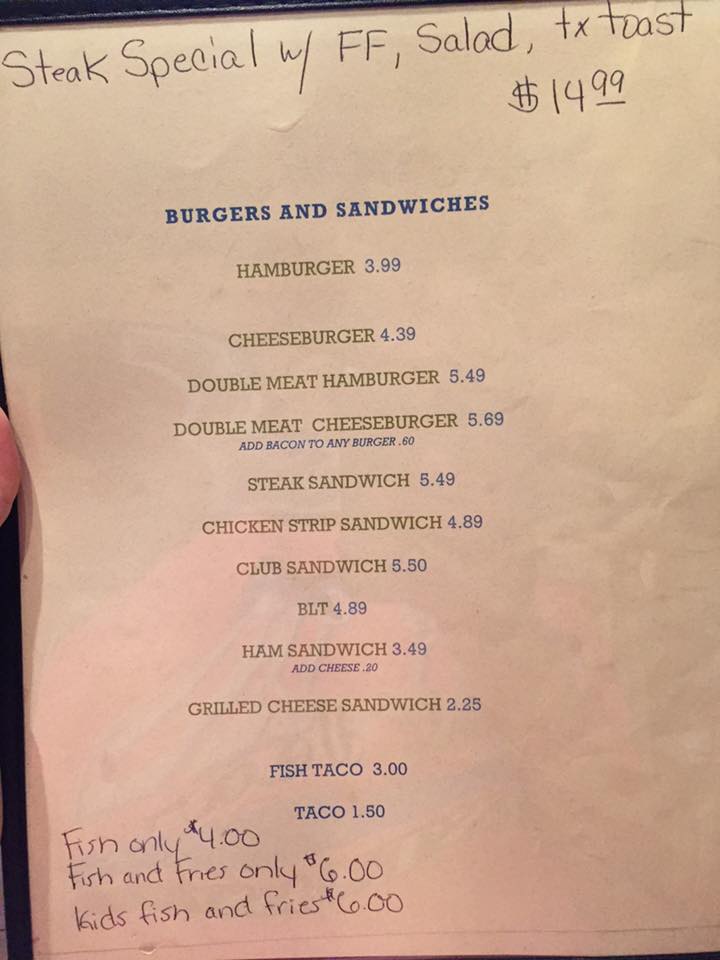 Steak Special w/ FF, Salad, tx toast
$14.99
BURGERS AND SANDWICHES
HAMBURGER 3.99
CHEESEBURGER 4.39
DOUBLE MEAT HAMBURGER 5.49
DOUBLE MEAT CHEESEBURGER 5.69
ADD BACON TO ANY BURGER .60
STEAK SANDWICH 5.49
CHICKEN STRIP SANDWICH 4.89
CLUB SANDWICH 5.50
BLT 4.89
HAM SANDWICH 3.49
ADD CHEESE .20
GRILLED CHEESE SANDWICH 2.25
FISH TACO 3.00
TACO 1.50
Fish only $4.00
Fish and Fries only $6.00
Kids fish and fries $6.00